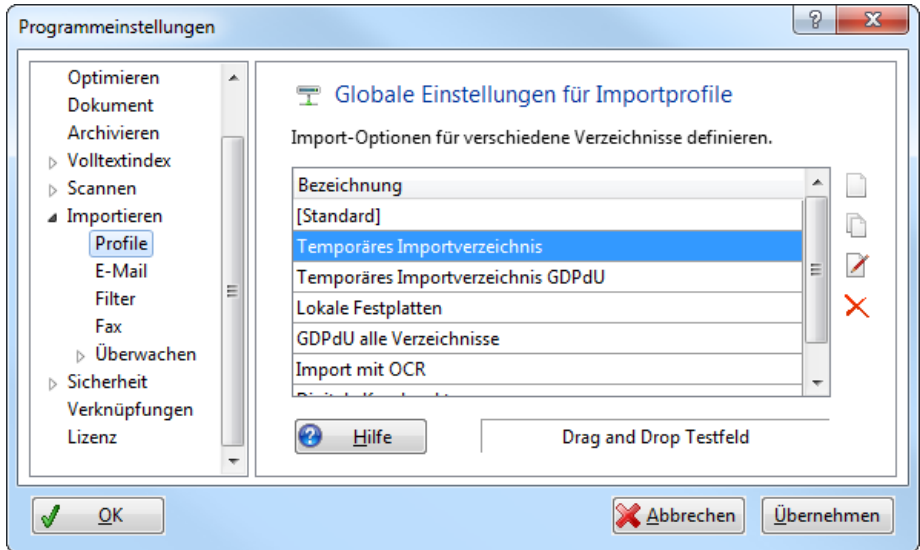 Programmeinstellungen
Optimieren
Dokument
Archivieren
Volltextindex
Scannen
Importieren
Profile
E-Mail
Filter
Fax
Überwachen
Sicherheit
Verknüpfungen
Lizenz
Globale Einstellungen für Importprofile
Import-Optionen für verschiedene Verzeichnisse definieren.
Bezeichnung
[Standard]
Temporäres Importverzeichnis
Temporäres Importverzeichnis GDPdU
Lokale Festplatten
GDPdU alle Verzeichnisse
Import mit OCR
Hilfe
Drag and Drop Testfeld
OK
Abbrechen
Übernehmen